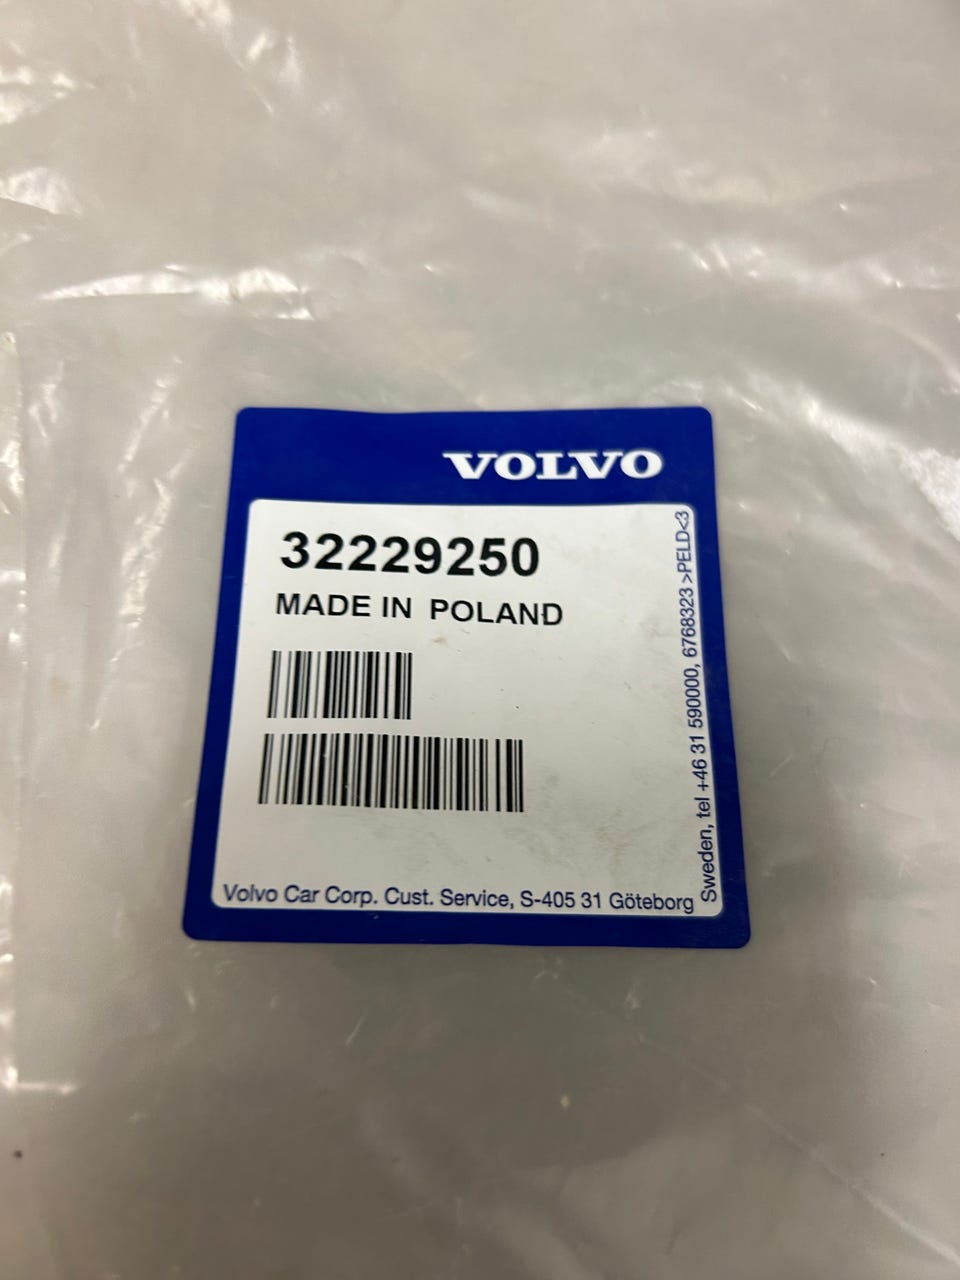 VOLVO
32229250
MADE IN POLAND
Volvo Car Corp. Cust. Service, S-405 31 Göteborg
Sweden, tel +46 31 590000, 6768323 >PELD<3